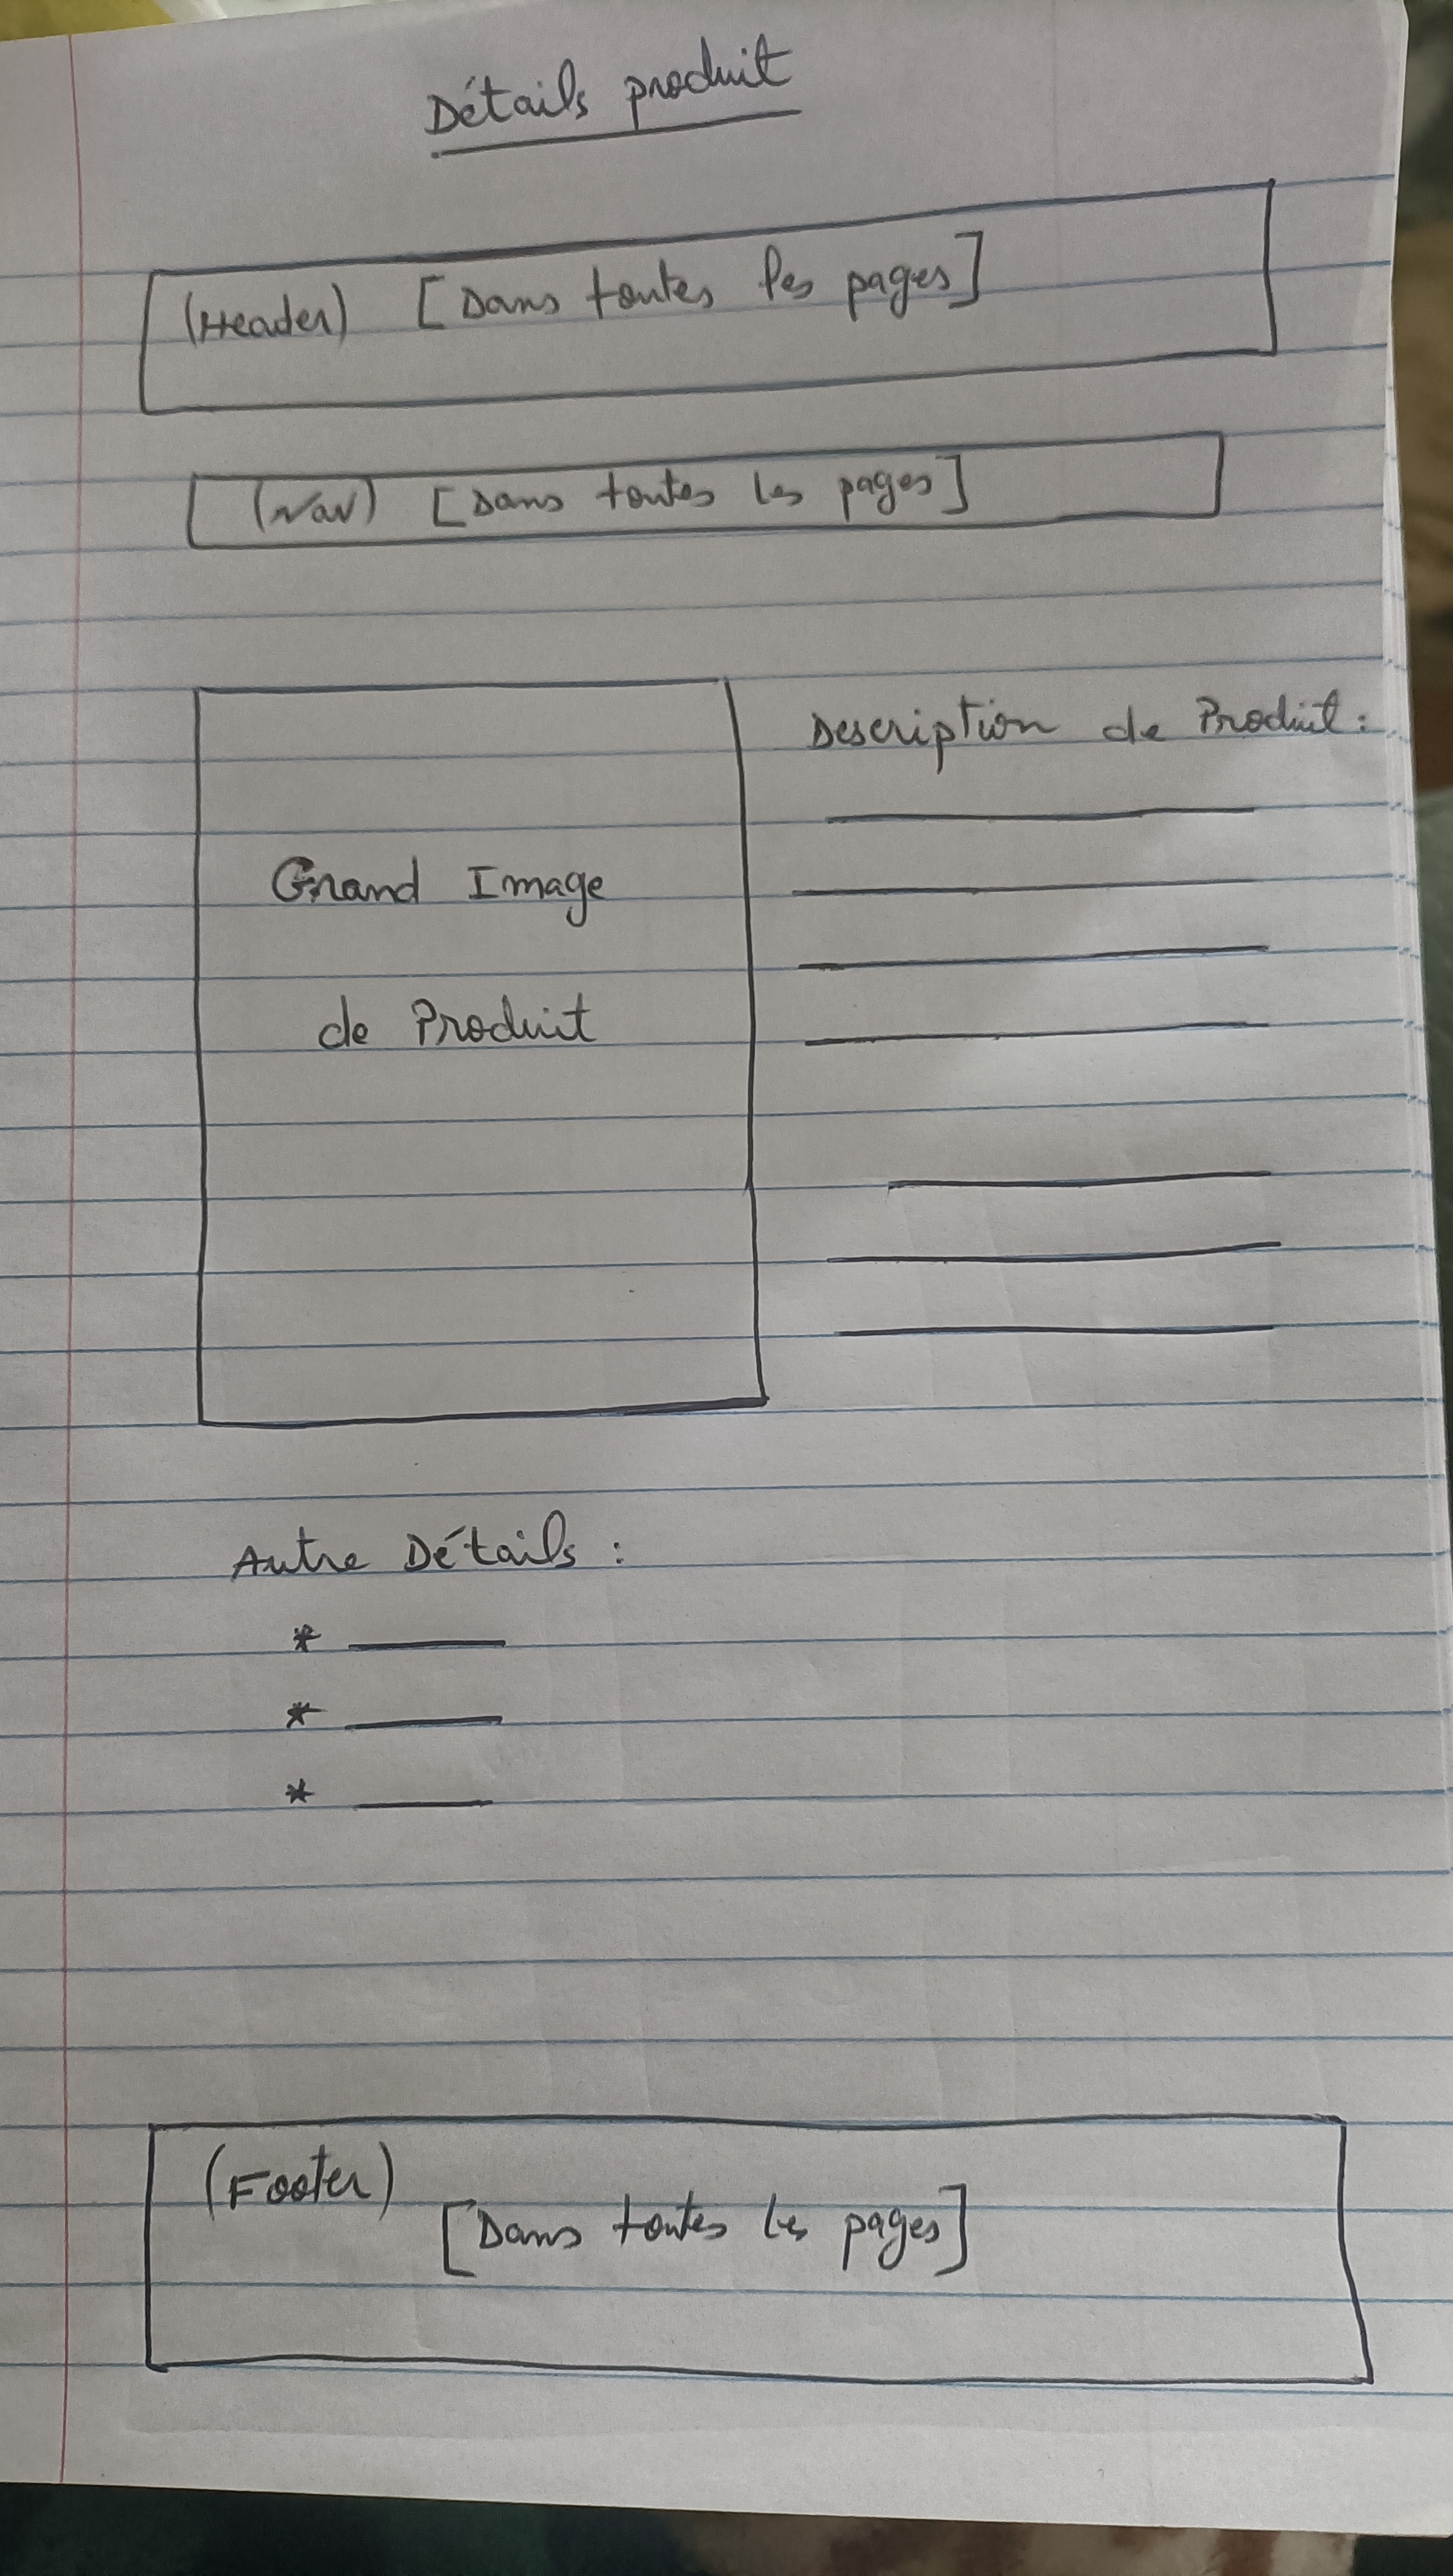 Détails produit
(Header) [Dans toutes les pages]
(Nav) [Dans toutes les pages]
Description de Produit :
Grand Image
de Produit
Autre Détails :
*
*
*
(Footer)
[Dans toutes les pages]